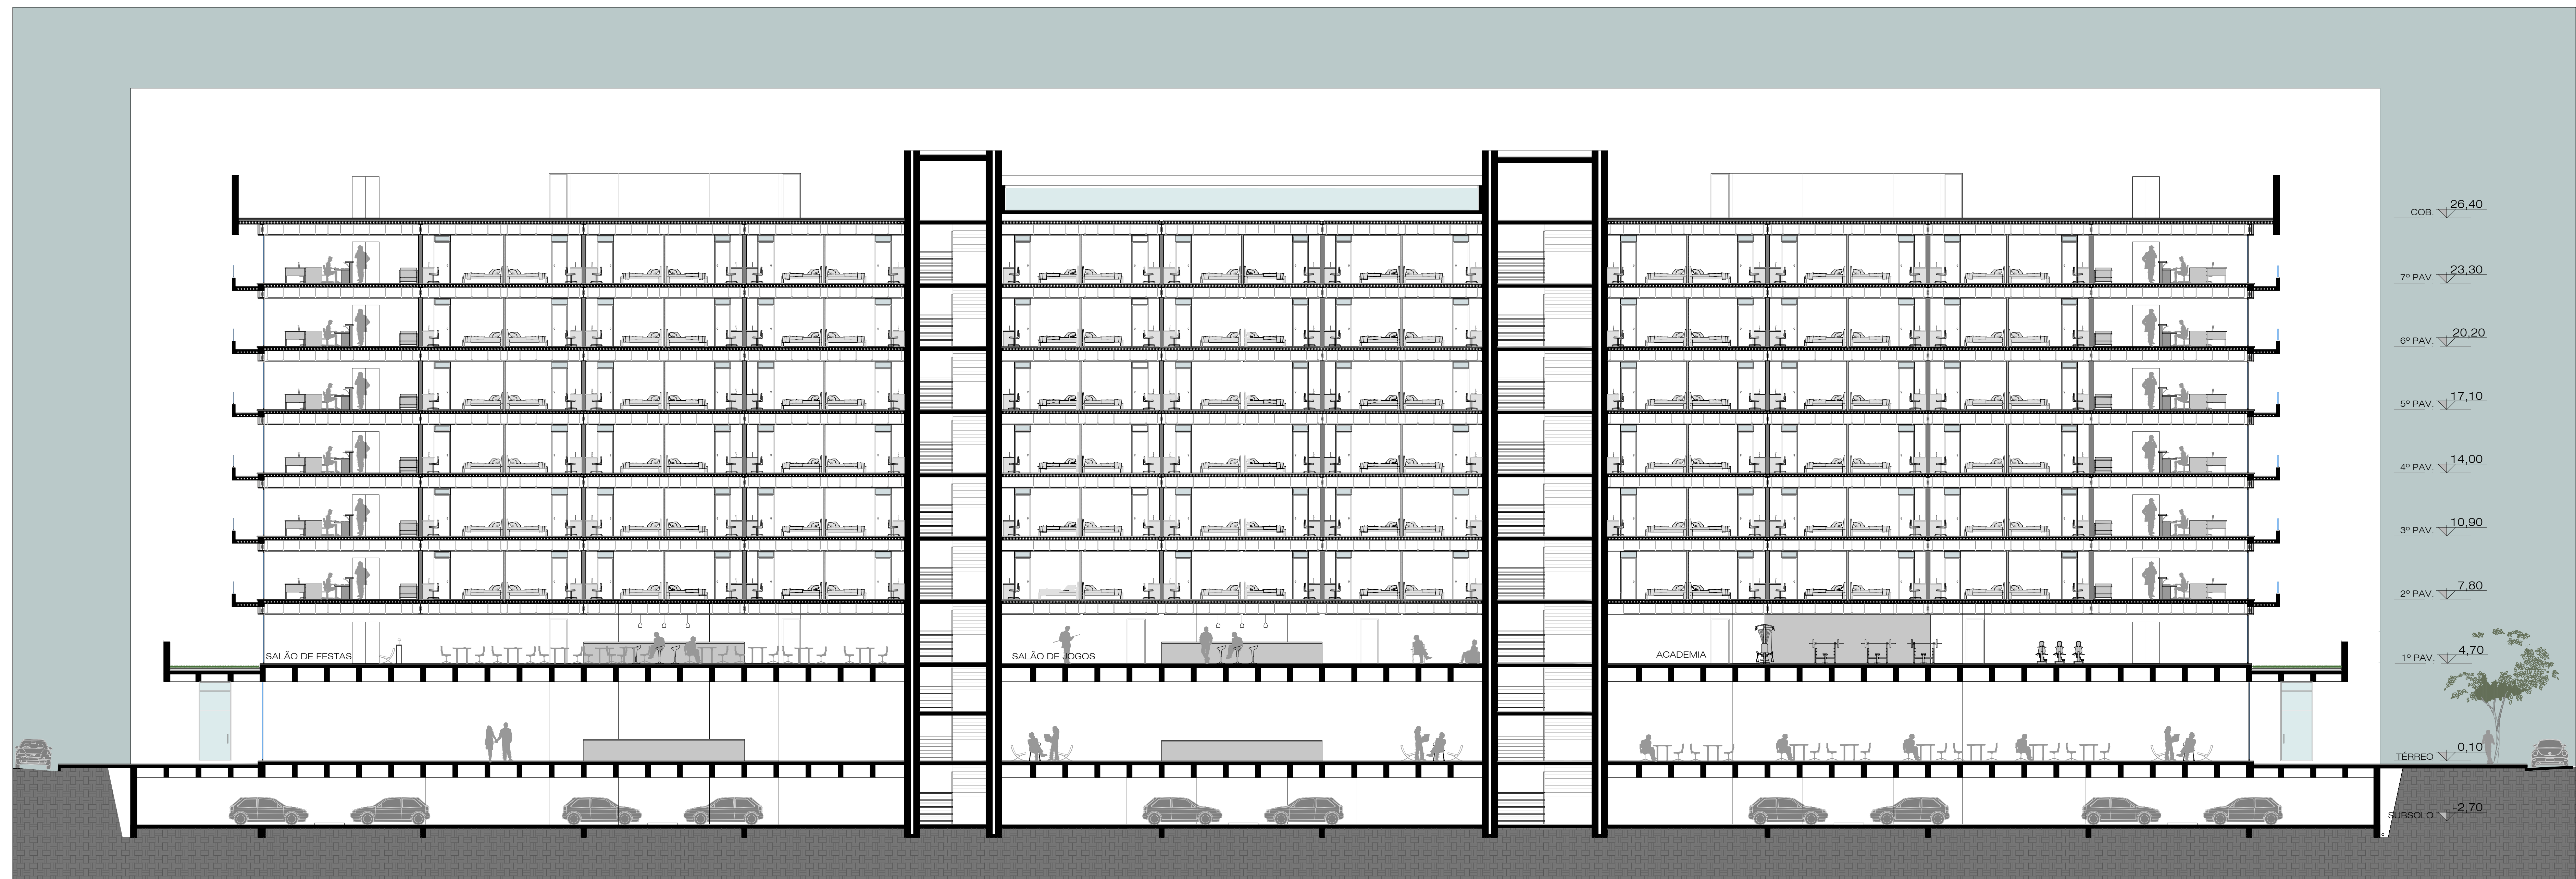 COB. 26,40
7º PAV. 23,30
6º PAV. 20,20
5º PAV. 17,10
4º PAV. 14,00
3º PAV. 10,90
2º PAV. 7,80
SALÃO DE FESTAS
SALÃO DE JOGOS
ACADEMIA
1º PAV. 4,70
TÉRREO 0,10
SUBSOLO -2,70